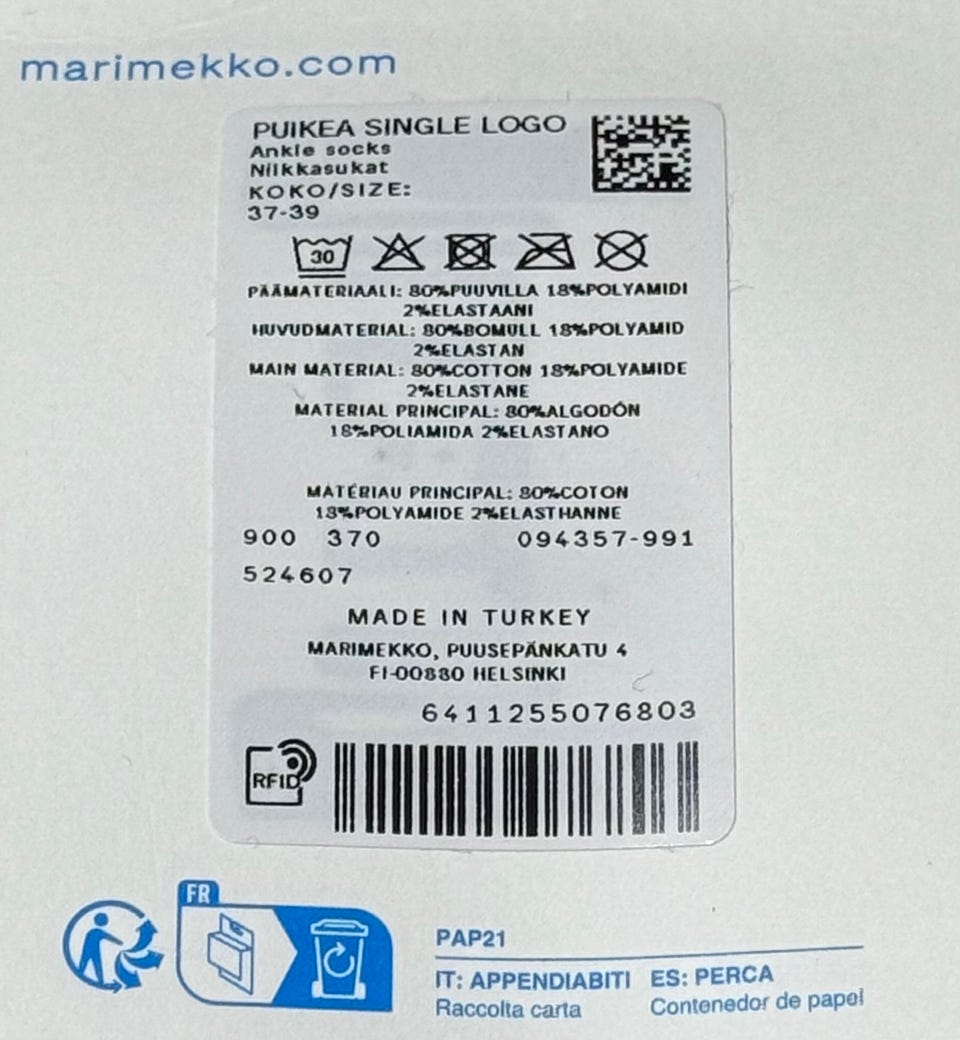 marimekko.com
PUIKEA SINGLE LOGO
Ankle socks
Nilkkasukat
KOKO/SIZE:
37-39
30
PÄÄMATERIAALI: 80%PUUVILLA 18%POLYAMIDI
2%ELASTAANI
HUVUDMATERIAL: 80%BOMULL 18%POLYAMID
2%ELASTAN
MAIN MATERIAL: 80%COTTON 18%POLYAMIDE
2%ELASTANE
MATERIAL PRINCIPAL: 80%ALGODÓN
18%POLIAMIDA 2%ELASTANO
MATÉRIAU PRINCIPAL: 80%COTON
18%POLYAMIDE 2%ELASTHANNE
900 370 094357-991
524607
MADE IN TURKEY
MARIMEKKO, PUUSEPÄNKATU 4
FI-00880 HELSINKI
6411255076803
RFID
FR
PAP21
IT: APPENDIABITI ES: PERCA
Raccolta carta Contenedor de papel